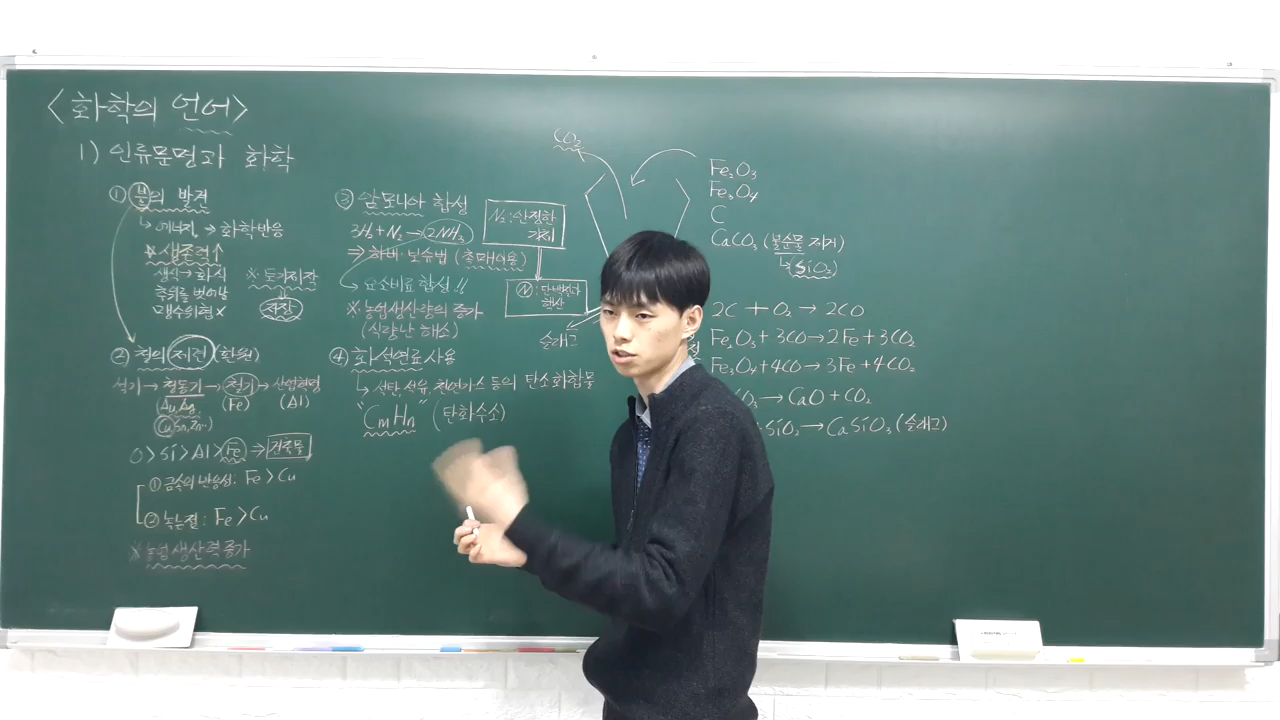 <화학의 언어>
1) 인류문명과 화학
① 불의 발견
↳ 에너지 → 화학반응
* 생존력↑
생식→화식
추위를 벗어남
맹수위협X
※ 토기제작
저장
② 철의 제련 (환원)
석기→청동기→철기→산업혁명
(Au, Ag, (Fe) (Al)
Cu, Sn, Zn…)
O>Si>Al>Fe ⇒ 건축물
① 금속의 반응성: Fe>Cu
② 녹는점: Fe>Cu
※ 농업생산력 증가
③ 암모니아 합성
3H₂+N₂→2NH₃
⇒ 하버·보슈법 (촉매이용)
↳ 요소비료 합성!!
※ 농업생산량의 증가
(식량난 해소)
N₂: 안정한
기체
N: 단백질과
핵산
④ 화석연료 사용
↳ 석탄, 석유, 천연가스 등의 탄소화합물
"CmHn" (탄화수소)
CO₂
슬래그
Fe₂O₃
Fe₃O₄
C
CaCO₃ (불순물 제거)
↳(SiO₂)
2C + O₂ → 2CO
Fe₂O₃ + 3CO → 2Fe + 3CO₂
Fe₃O₄ + 4CO → 3Fe + 4CO₂
→ CaO + CO₂
SiO₂ → CaSiO₃ (슬래그)